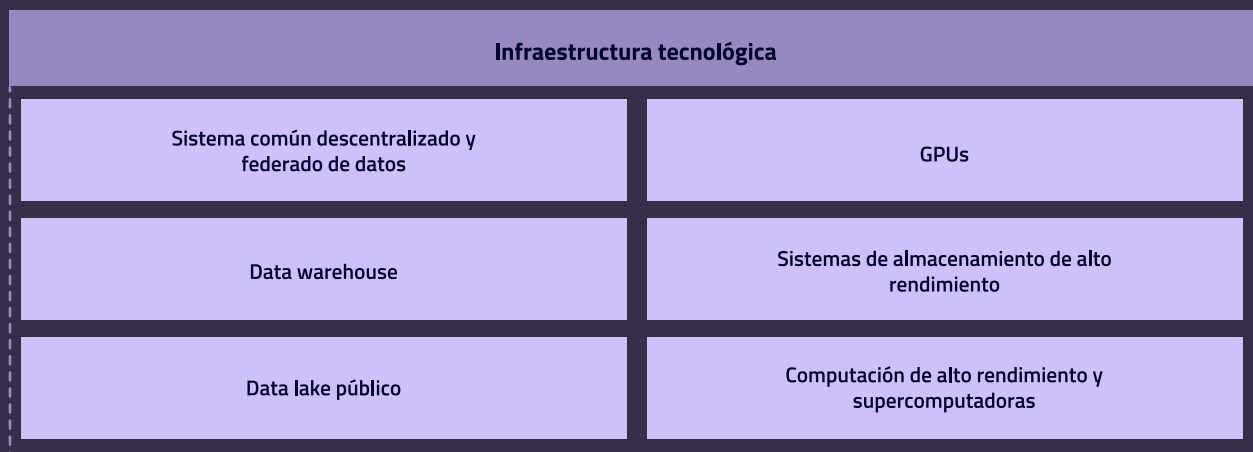 Infraestructura tecnológica
Sistema común descentralizado y
federado de datos
GPUs
Data warehouse
Sistemas de almacenamiento de alto
rendimiento
Data lake público
Computación de alto rendimiento y
supercomputadoras